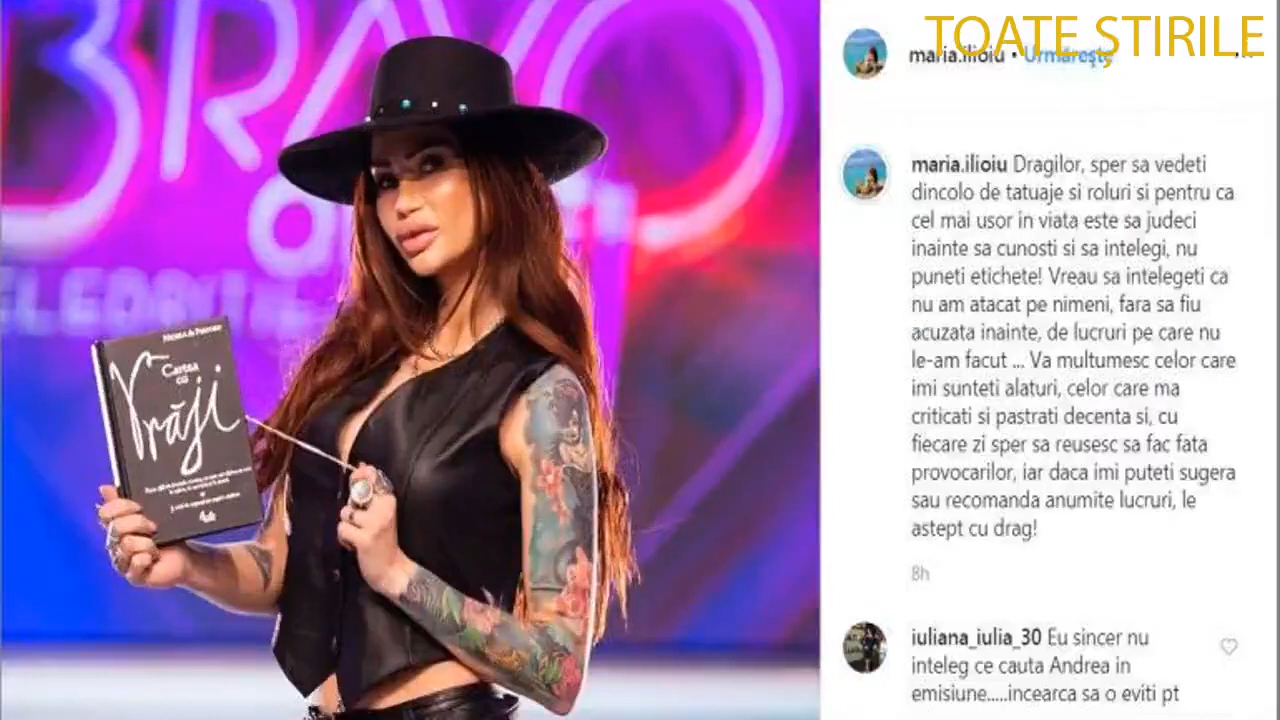 BRAVO
TOATE ȘTIRILE
maria.ilioiu • Urmărește
maria.ilioiu Dragilor, sper sa vedeti
dincolo de tatuaje si roluri si pentru ca
cel mai usor in viata este sa judeci
inainte sa cunosti si sa intelegi, nu
puneti etichete! Vreau sa intelegeti ca
nu am atacat pe nimeni, fara sa fiu
acuzata inainte, de lucruri pe care nu
le-am facut ... Va multumesc celor care
imi sunteti alaturi, celor care ma
criticati si pastrati decenta si, cu
fiecare zi sper sa reusesc sa fac fata
provocarilor, iar daca imi puteti sugera
sau recomanda anumite lucruri, le
astept cu drag!
8h
iuliana_iulia_30 Eu sincer nu
inteleg ce cauta Andrea in
emisiune.....incearca sa o eviti pt
Cartea
cu
Vrăji